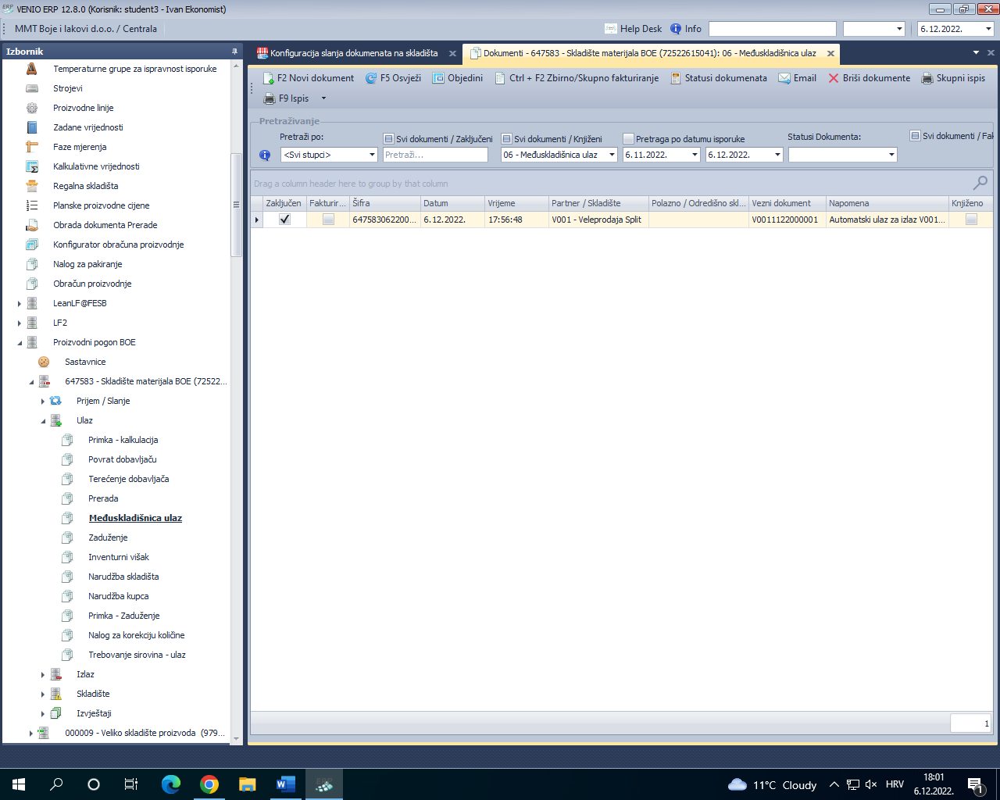 VENIO ERP 12.8.0 (Korisnik: student3 - Ivan Ekonomist)
MMT Boje i lakovi d.o.o. / Centrala
Help Desk
Info
6.12.2022.
Izbornik
Temperaturne grupe za ispravnost isporuke
Strojevi
Proizvodne linije
Zadane vrijednosti
Faze mjerenja
Kalkulativne vrijednosti
Regalna skladišta
Planske proizvodne cijene
Obrada dokumenta Prerade
Konfigurator obračuna proizvodnje
Nalog za pakiranje
Obračun proizvodnje
LeanLF@FESB
LF2
Proizvodni pogon BOE
Sastavnice
647583 - Skladište materijala BOE (72522...
Prijem / Slanje
Ulaz
Primka - kalkulacija
Povrat dobavljaču
Terećenje dobavljača
Prerada
Međuskladišnica ulaz
Zaduženje
Inventurni višak
Narudžba skladišta
Narudžba kupca
Primka - Zaduženje
Nalog za korekciju količine
Trebovanje sirovina - ulaz
Izlaz
Skladište
Izvještaji
000009 - Veliko skladište proizvoda (979...
Konfiguracija slanja dokumenata na skladišta
Dokumenti - 647583 - Skladište materijala BOE (72522615041): 06 - Međuskladišnica ulaz
F2 Novi dokument
F5 Osvježi
Objedini
Ctrl + F2 Zbirno/Skupno fakturiranje
Statusi dokumenata
Email
Briši dokumente
Skupni ispis
F9 Ispis
Pretraživanje
Pretraži po:
Svi dokumenti / Zaključeni
Svi dokumenti / Knjiženi
Pretraga po datumu isporuke
Statusi Dokumenta:
Svi dokumenti / Fak
<Svi stupci>
Pretraži...
06 - Međuskladišnica ulaz
6.11.2022.
6.12.2022.
Drag a column header here to group by that column
Zaključen
Fakturir...
Šifra
Datum
Vrijeme
Partner / Skladište
Polazno / Odredišno skl...
Vezni dokument
Napomena
Knjiženo
647583062200...
6.12.2022.
17:56:48
V001 - Veleprodaja Split
V0011122000001
Automatski ulaz za izlaz V001...
1
11°C Cloudy
HRV
18:01
6.12.2022.
1